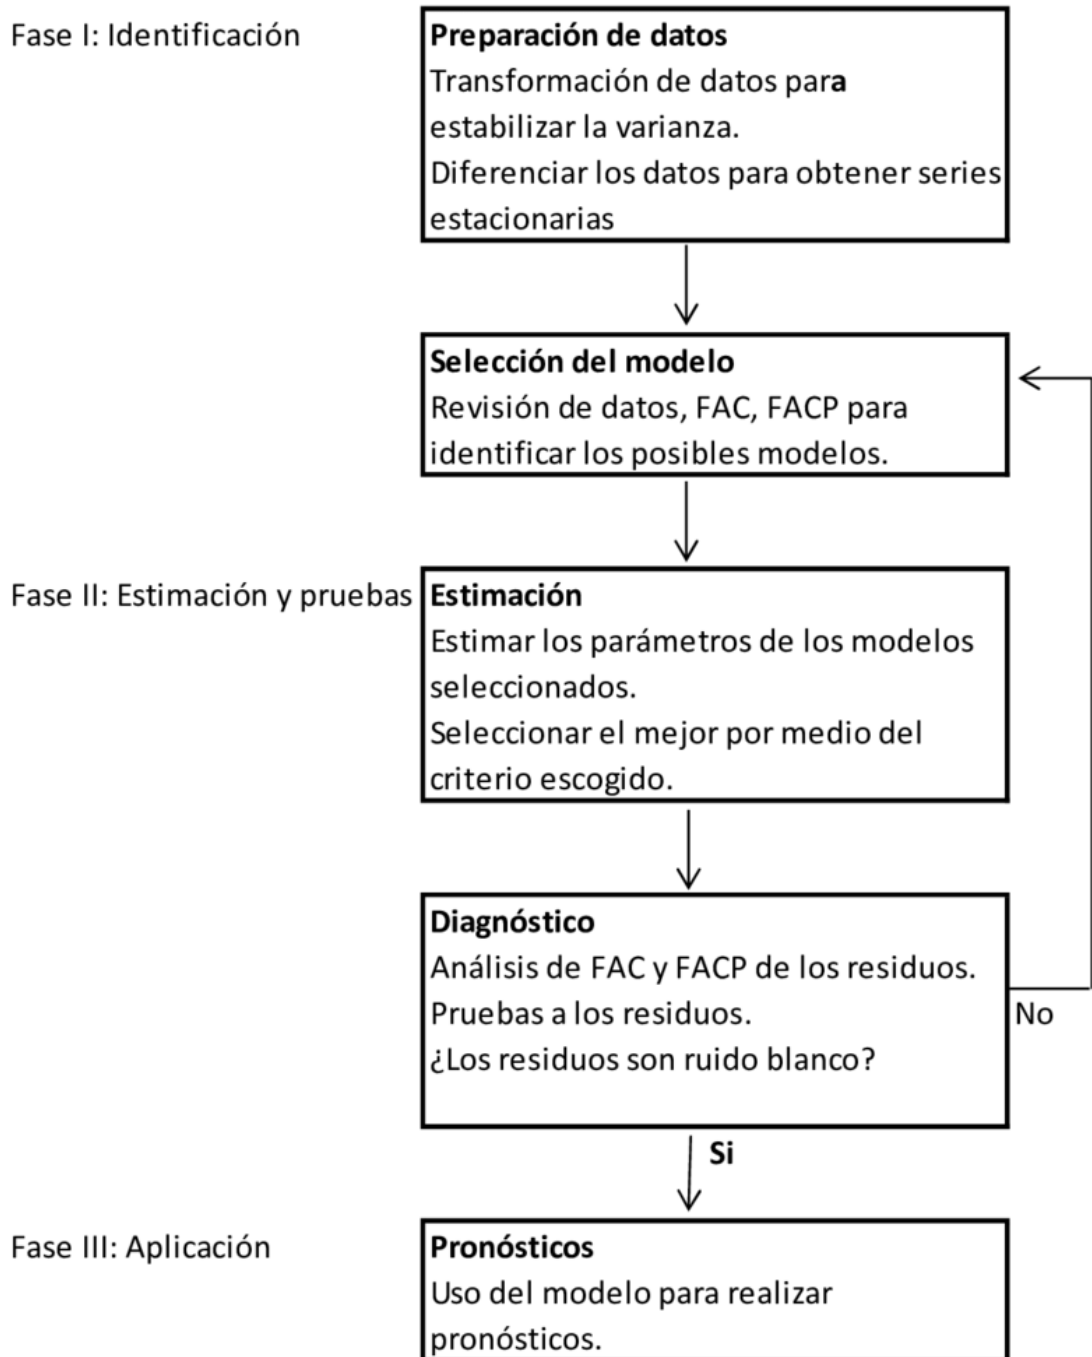 Fase I: Identificación
Preparación de datos
Transformación de datos para
estabilizar la varianza.
Diferenciar los datos para obtener series
estacionarias
Selección del modelo
Revisión de datos, FAC, FACP para
identificar los posibles modelos.
Fase II: Estimación y pruebas
Estimación
Estimar los parámetros de los modelos
seleccionados.
Seleccionar el mejor por medio del
criterio escogido.
Diagnóstico
Análisis de FAC y FACP de los residuos.
Pruebas a los residuos.
¿Los residuos son ruido blanco?
No
Si
Fase III: Aplicación
Pronósticos
Uso del modelo para realizar
pronósticos.